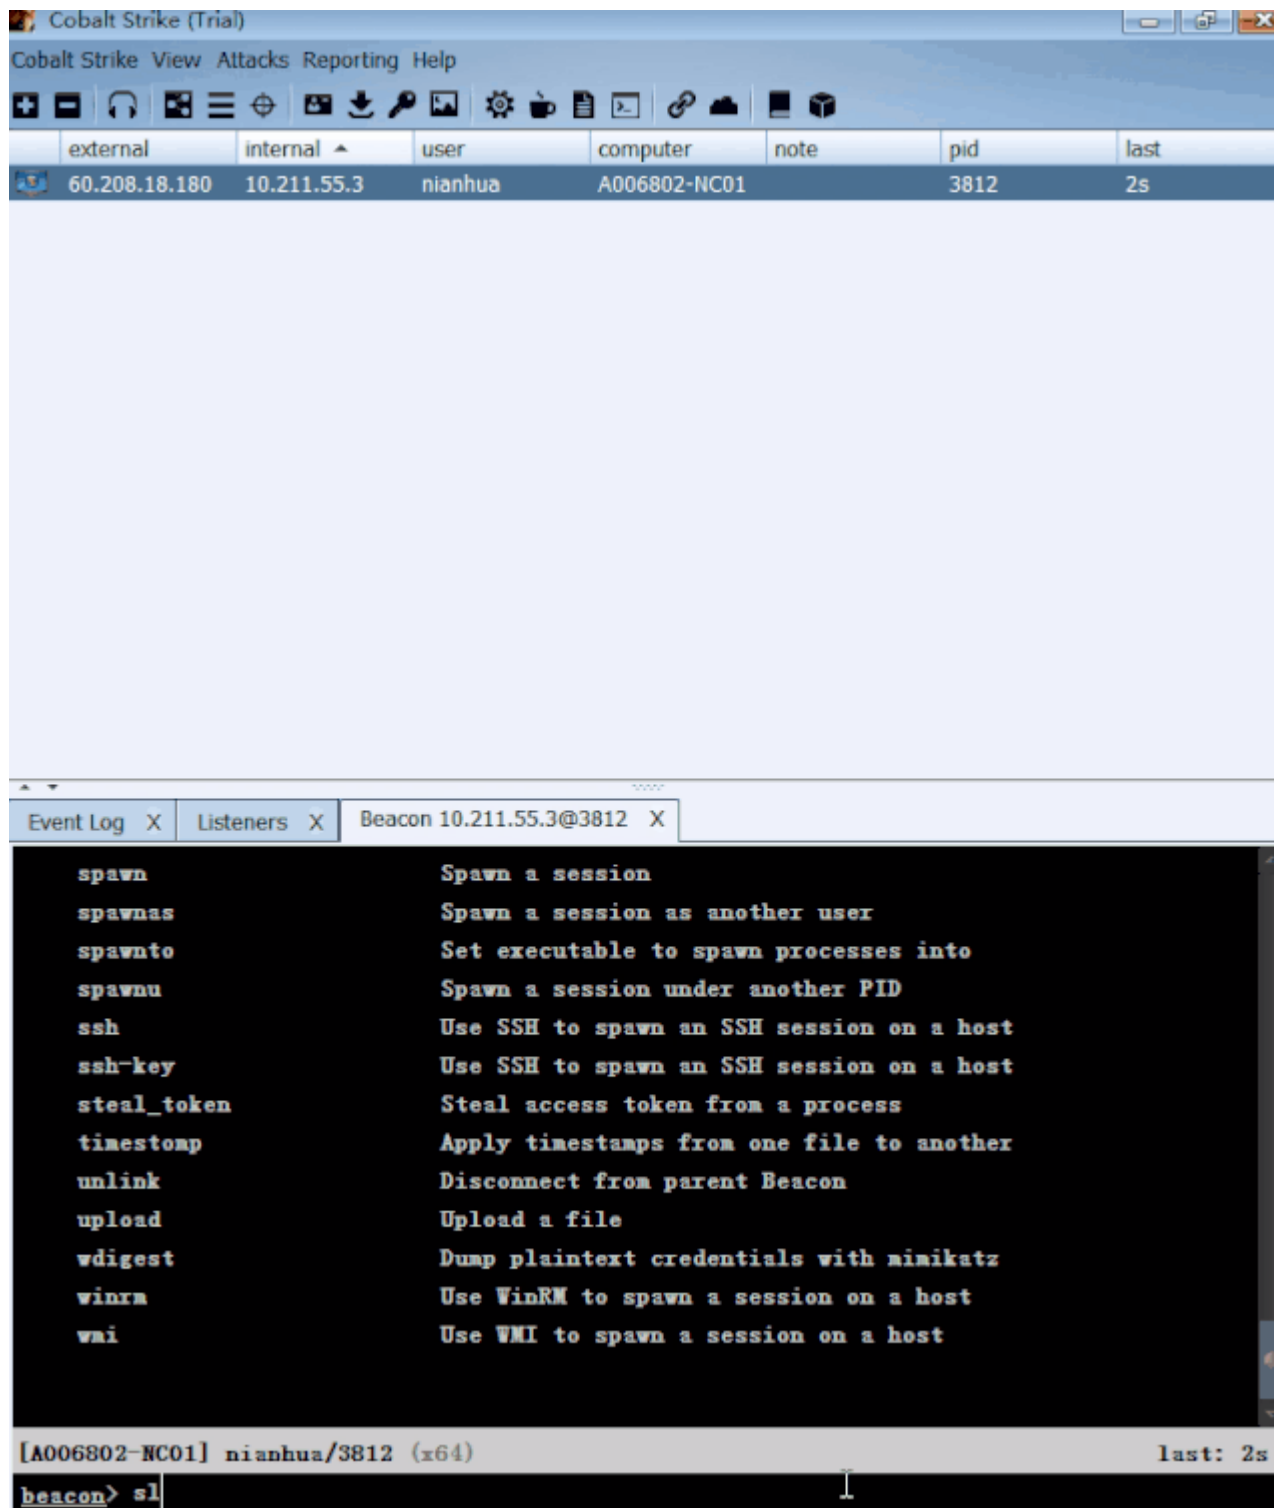 Cobalt Strike (Trial)
Cobalt Strike View Attacks Reporting Help
external internal user computer note pid last
60.208.18.180 10.211.55.3 nianhua A006802-NC01 3812 2s
Event Log X Listeners X Beacon 10.211.55.3@3812 X
spawn Spawn a session
spawnas Spawn a session as another user
spawnto Set executable to spawn processes into
spawnu Spawn a session under another PID
ssh Use SSH to spawn an SSH session on a host
ssh-key Use SSH to spawn an SSH session on a host
steal_token Steal access token from a process
timestomp Apply timestamps from one file to another
unlink Disconnect from parent Beacon
upload Upload a file
wdigest Dump plaintext credentials with mimikatz
winrm Use WinRM to spawn a session on a host
wmi Use WMI to spawn a session on a host
[A006802-NC01] nianhua/3812 (x64) last: 2s
beacon> sl